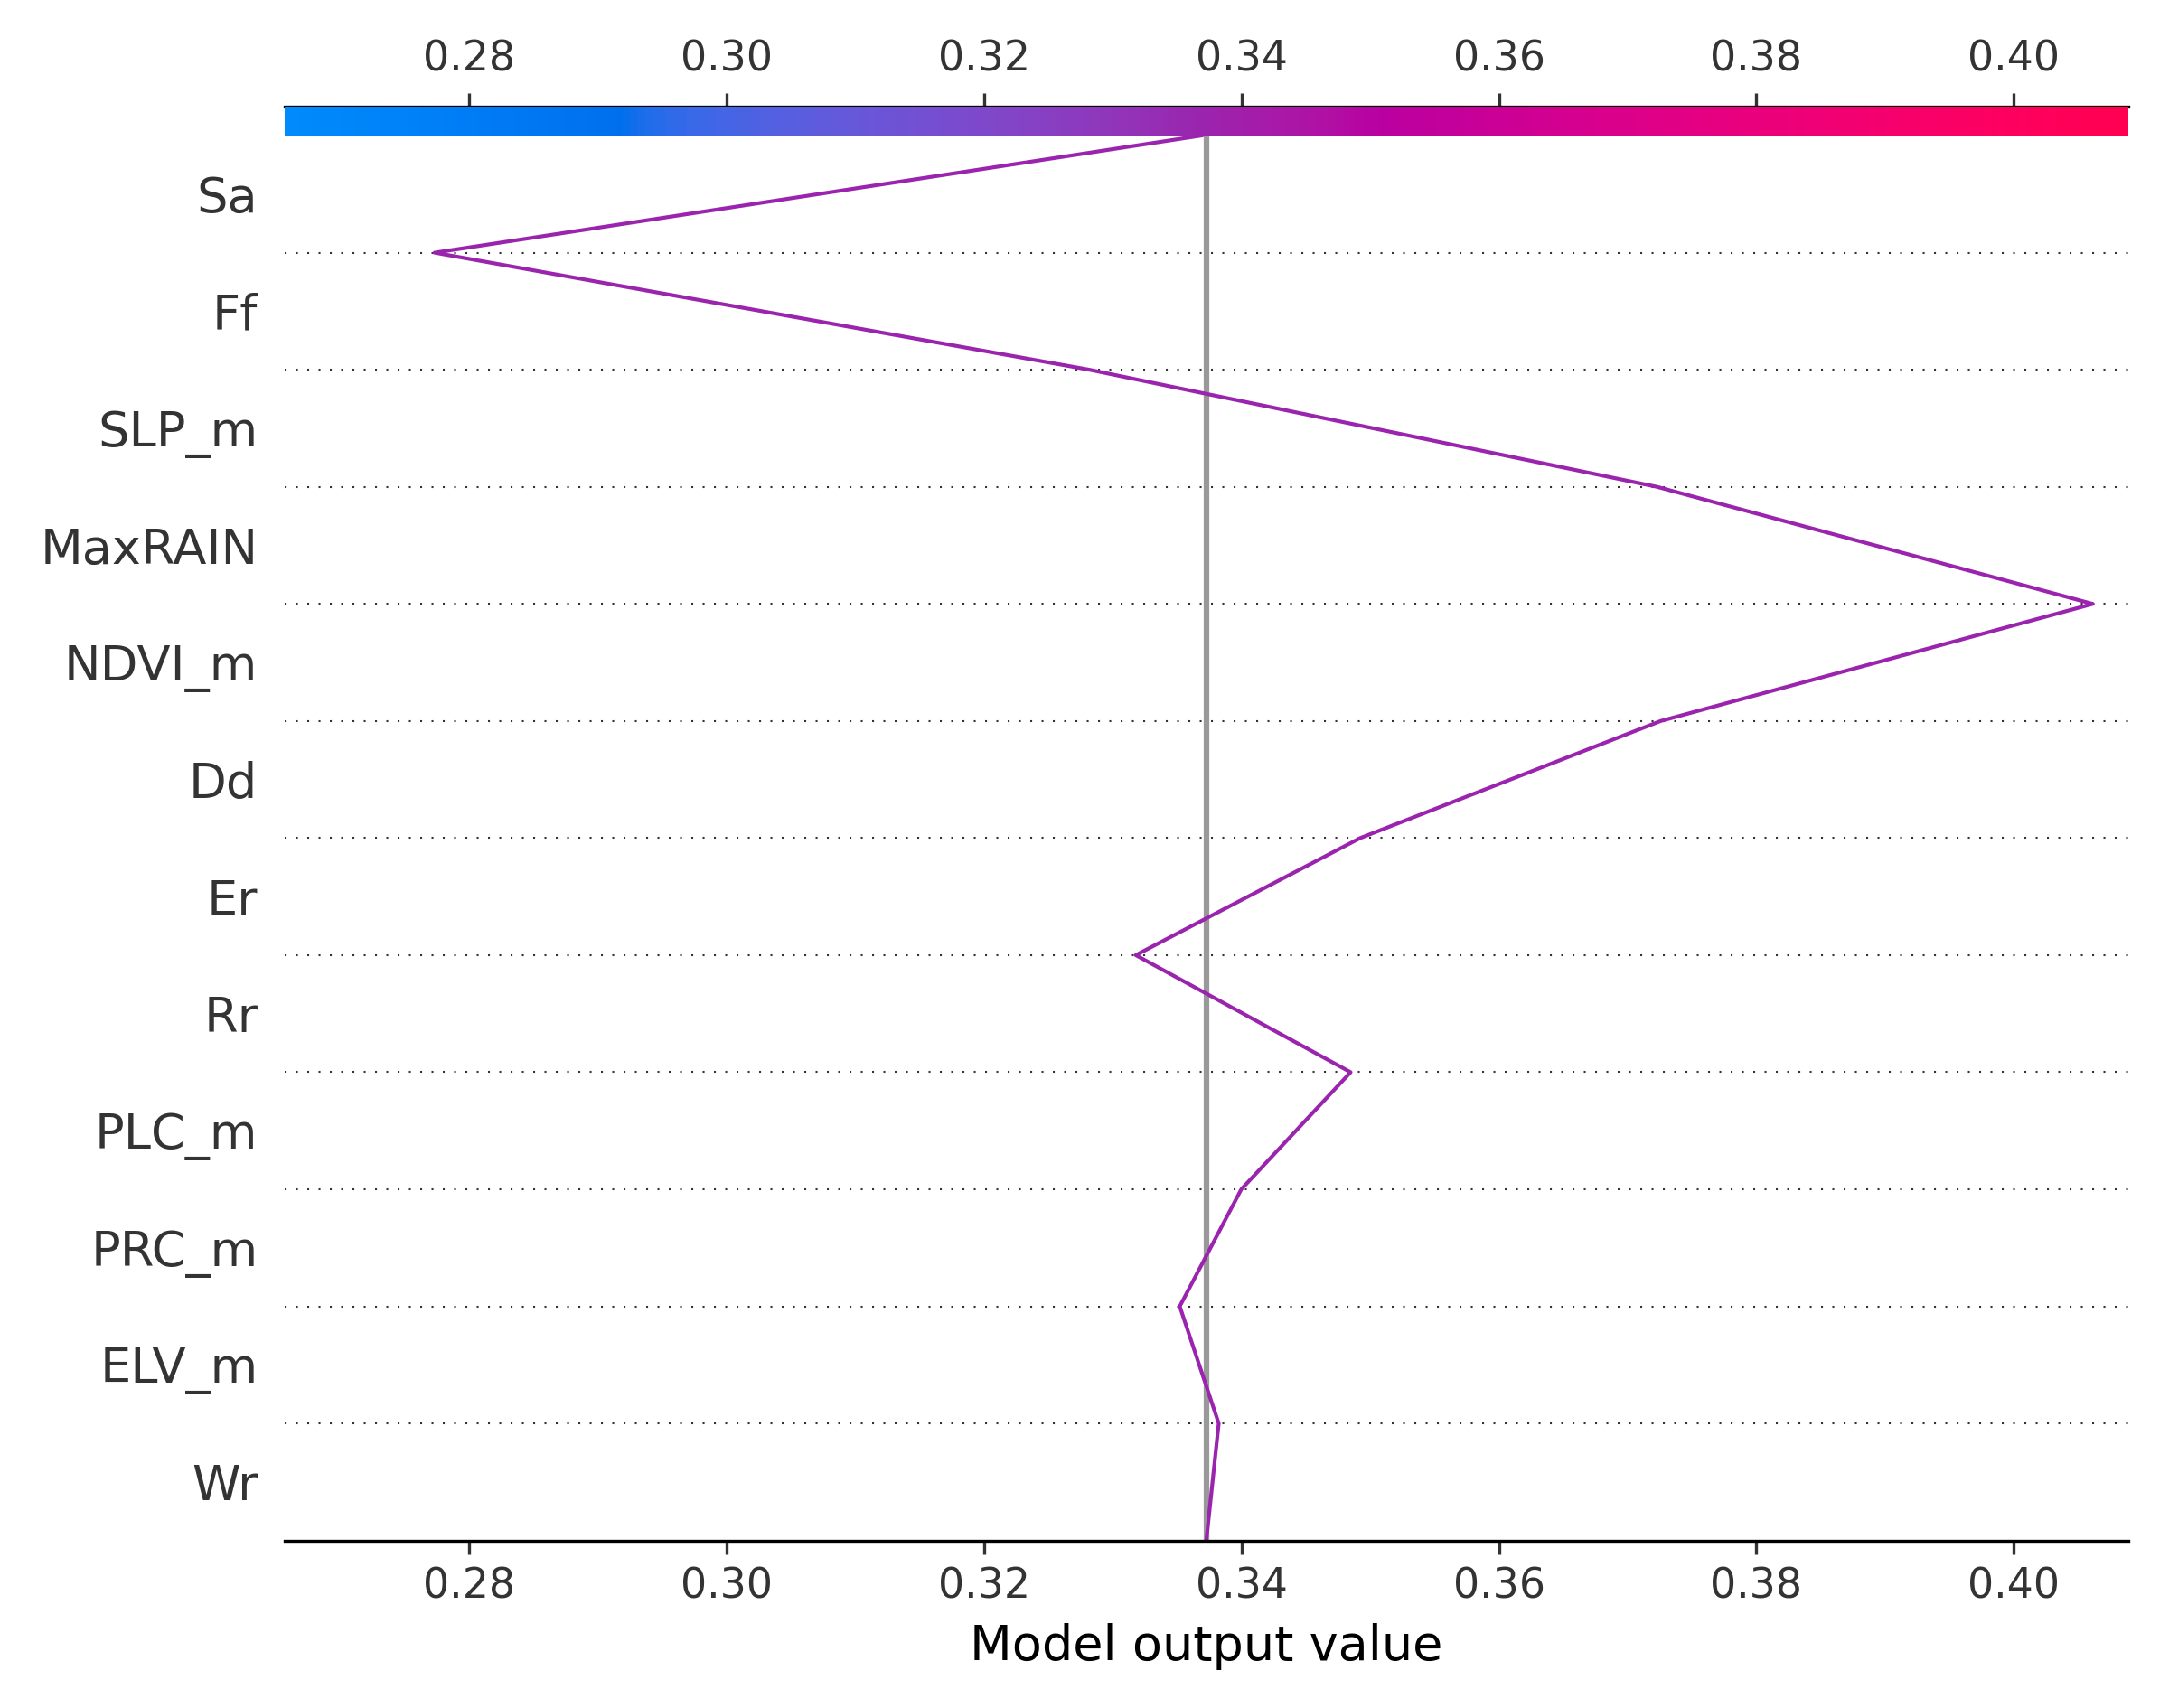 0.28 0.30 0.32 0.34 0.36 0.38 0.40
Sa
Ff
SLP_m
MaxRAIN
NDVI_m
Dd
Er
Rr
PLC_m
PRC_m
ELV_m
Wr
0.28 0.30 0.32 0.34 0.36 0.38 0.40
Model output value